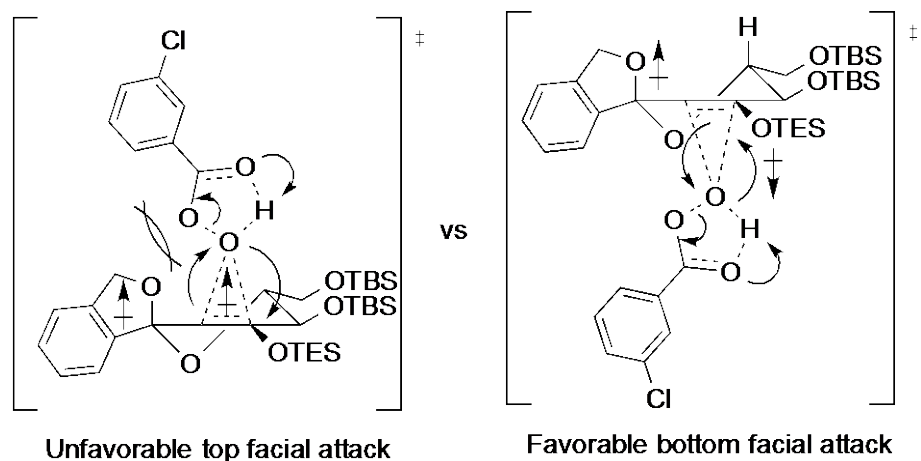 Cl
O
H
O
O
O
OTBS
OTBS
O
OTES
‡
Unfavorable top facial attack
vs
H
O
OTBS
OTBS
O
OTES
O
O
H
O
Cl
‡
Favorable bottom facial attack